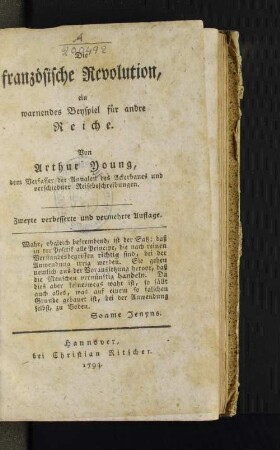 Die
französische Revolution,
ein
warnendes Beyspiel für andre
Reiche.
Von
Arthur Young,
dem Verfasser der Annalen des Ackerbaues und
verschiedner Reisebeschreibungen.
Zweyte verbesserte und vermehrte Auflage.
Wahr, obgleich befremdend, ist der Satz: daß
in der Politik alle Principe, die nach reinen
Verstandesbegriffen richtig sind, bei der
Anwendung irrig werden. Sie gehen
nemlich aus der Voraussetzung hervor, daß
die Menschen vernünftig handeln. Da
dies aber keinesweges wahr ist, so fällt
auch alles, was auf einem so falschen
Grunde gebauet ist, bei der Anwendung
selbst, zu Boden.
Soame Jenyns.
Hannover,
bei Christian Ritscher.
1793.